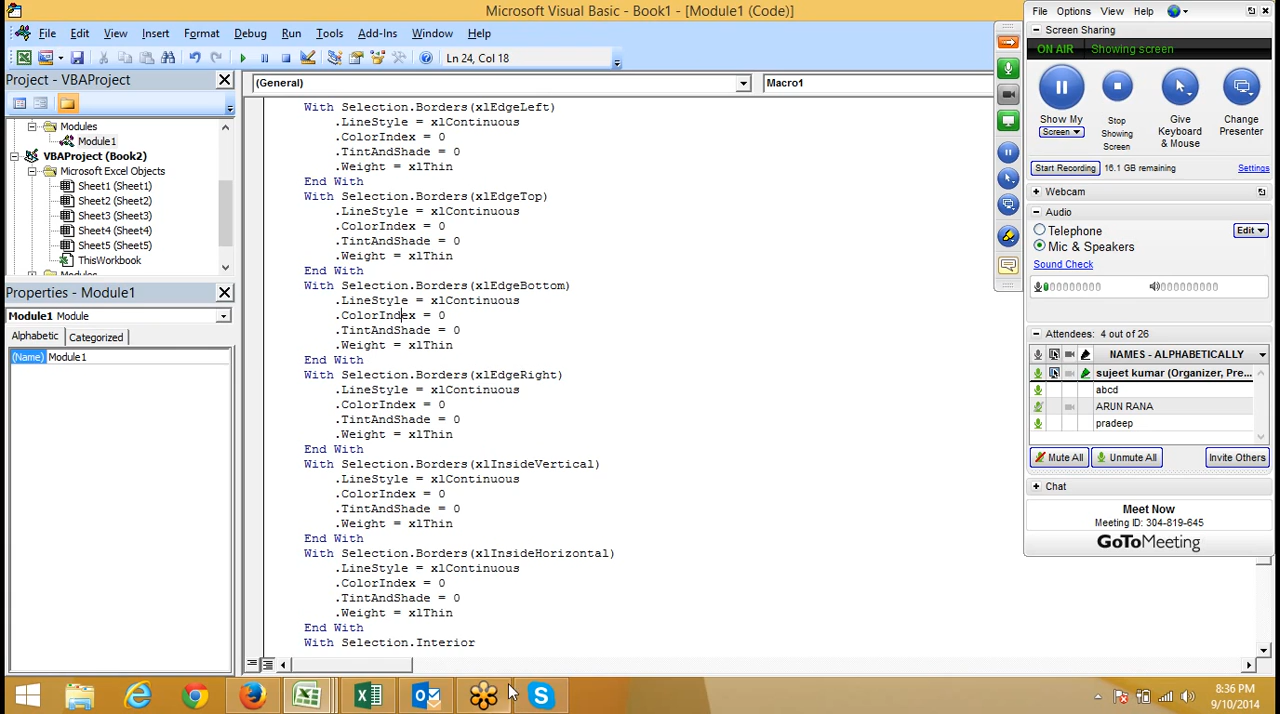 Microsoft Visual Basic - Book1 - [Module1 (Code)]
File Edit View Insert Format Debug Run Tools Add-Ins Window Help
Ln 24, Col 18
Project - VBAProject
Modules
Module1
VBAProject (Book2)
Microsoft Excel Objects
Sheet1 (Sheet1)
Sheet2 (Sheet2)
Sheet3 (Sheet3)
Sheet4 (Sheet4)
Sheet5 (Sheet5)
ThisWorkbook
Modules
Properties - Module1
Module1 Module
Alphabetic Categorized
(Name) Module1
(General) Macro1
With Selection.Borders(xlEdgeLeft)
.LineStyle = xlContinuous
.ColorIndex = 0
.TintAndShade = 0
.Weight = xlThin
End With
With Selection.Borders(xlEdgeTop)
.LineStyle = xlContinuous
.ColorIndex = 0
.TintAndShade = 0
.Weight = xlThin
End With
With Selection.Borders(xlEdgeBottom)
.LineStyle = xlContinuous
.ColorIndex = 0
.TintAndShade = 0
.Weight = xlThin
End With
With Selection.Borders(xlEdgeRight)
.LineStyle = xlContinuous
.ColorIndex = 0
.TintAndShade = 0
.Weight = xlThin
End With
With Selection.Borders(xlInsideVertical)
.LineStyle = xlContinuous
.ColorIndex = 0
.TintAndShade = 0
.Weight = xlThin
End With
With Selection.Borders(xlInsideHorizontal)
.LineStyle = xlContinuous
.ColorIndex = 0
.TintAndShade = 0
.Weight = xlThin
End With
With Selection.Interior
File Options View Help
Screen Sharing
ON AIR Showing screen
Show My
Screen
Stop
Showing
Screen
Give
Keyboard
& Mouse
Change
Presenter
Start Recording 16.1 GB remaining Settings
Webcam
Audio
Telephone Edit
Mic & Speakers
Sound Check
Attendees: 4 out of 26
NAMES - ALPHABETICALLY
sujeet kumar (Organizer, Pre...
abcd
ARUN RANA
pradeep
Mute All Unmute All Invite Others
Chat
Meet Now
Meeting ID: 304-819-645
GoToMeeting
8:36 PM
9/10/2014